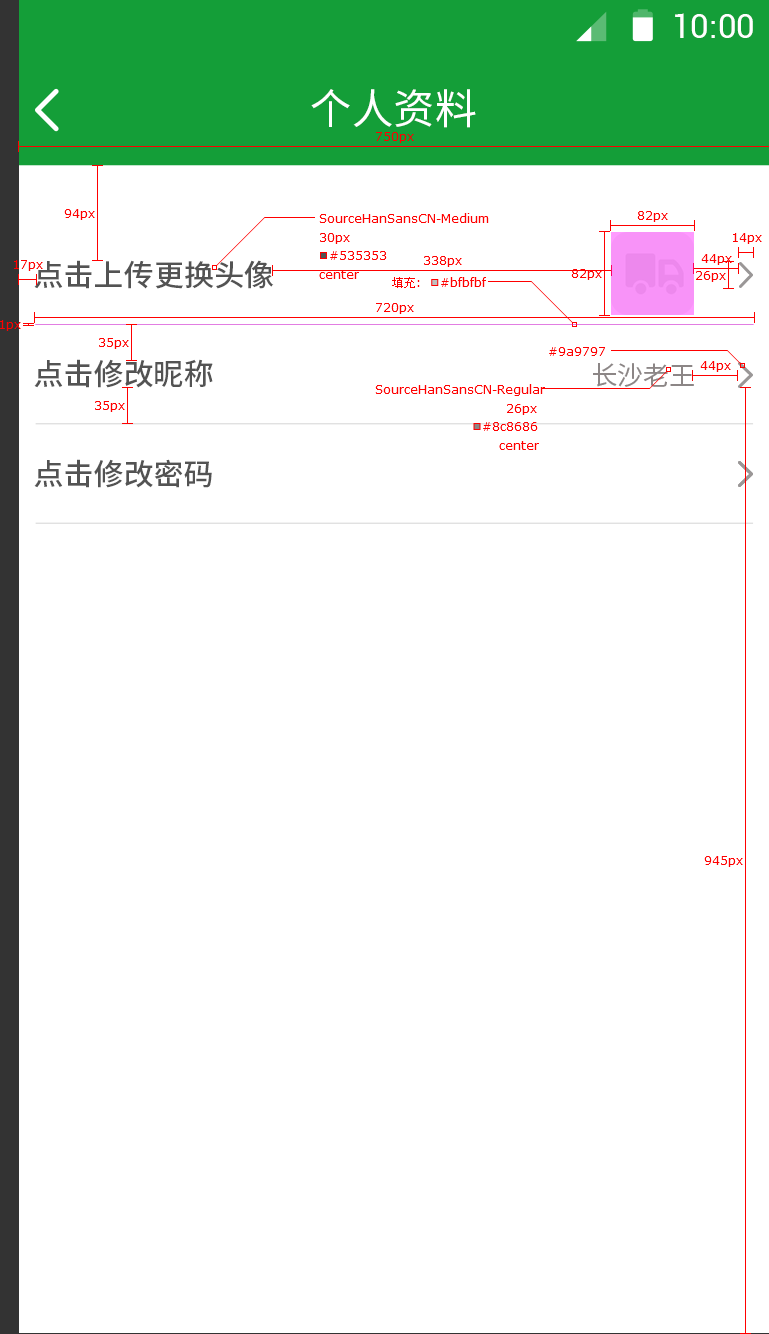 10:00
个人资料
750px
94px
SourceHanSansCN-Medium
30px
#535353
center
82px
14px
17px
点击上传更换头像
338px
82px
44px
26px
填充: #bfbfbf
720px
1px
35px
#9a9797
点击修改昵称
长沙老王
44px
SourceHanSansCN-Regular
26px
#8c8686
center
35px
点击修改密码
945px